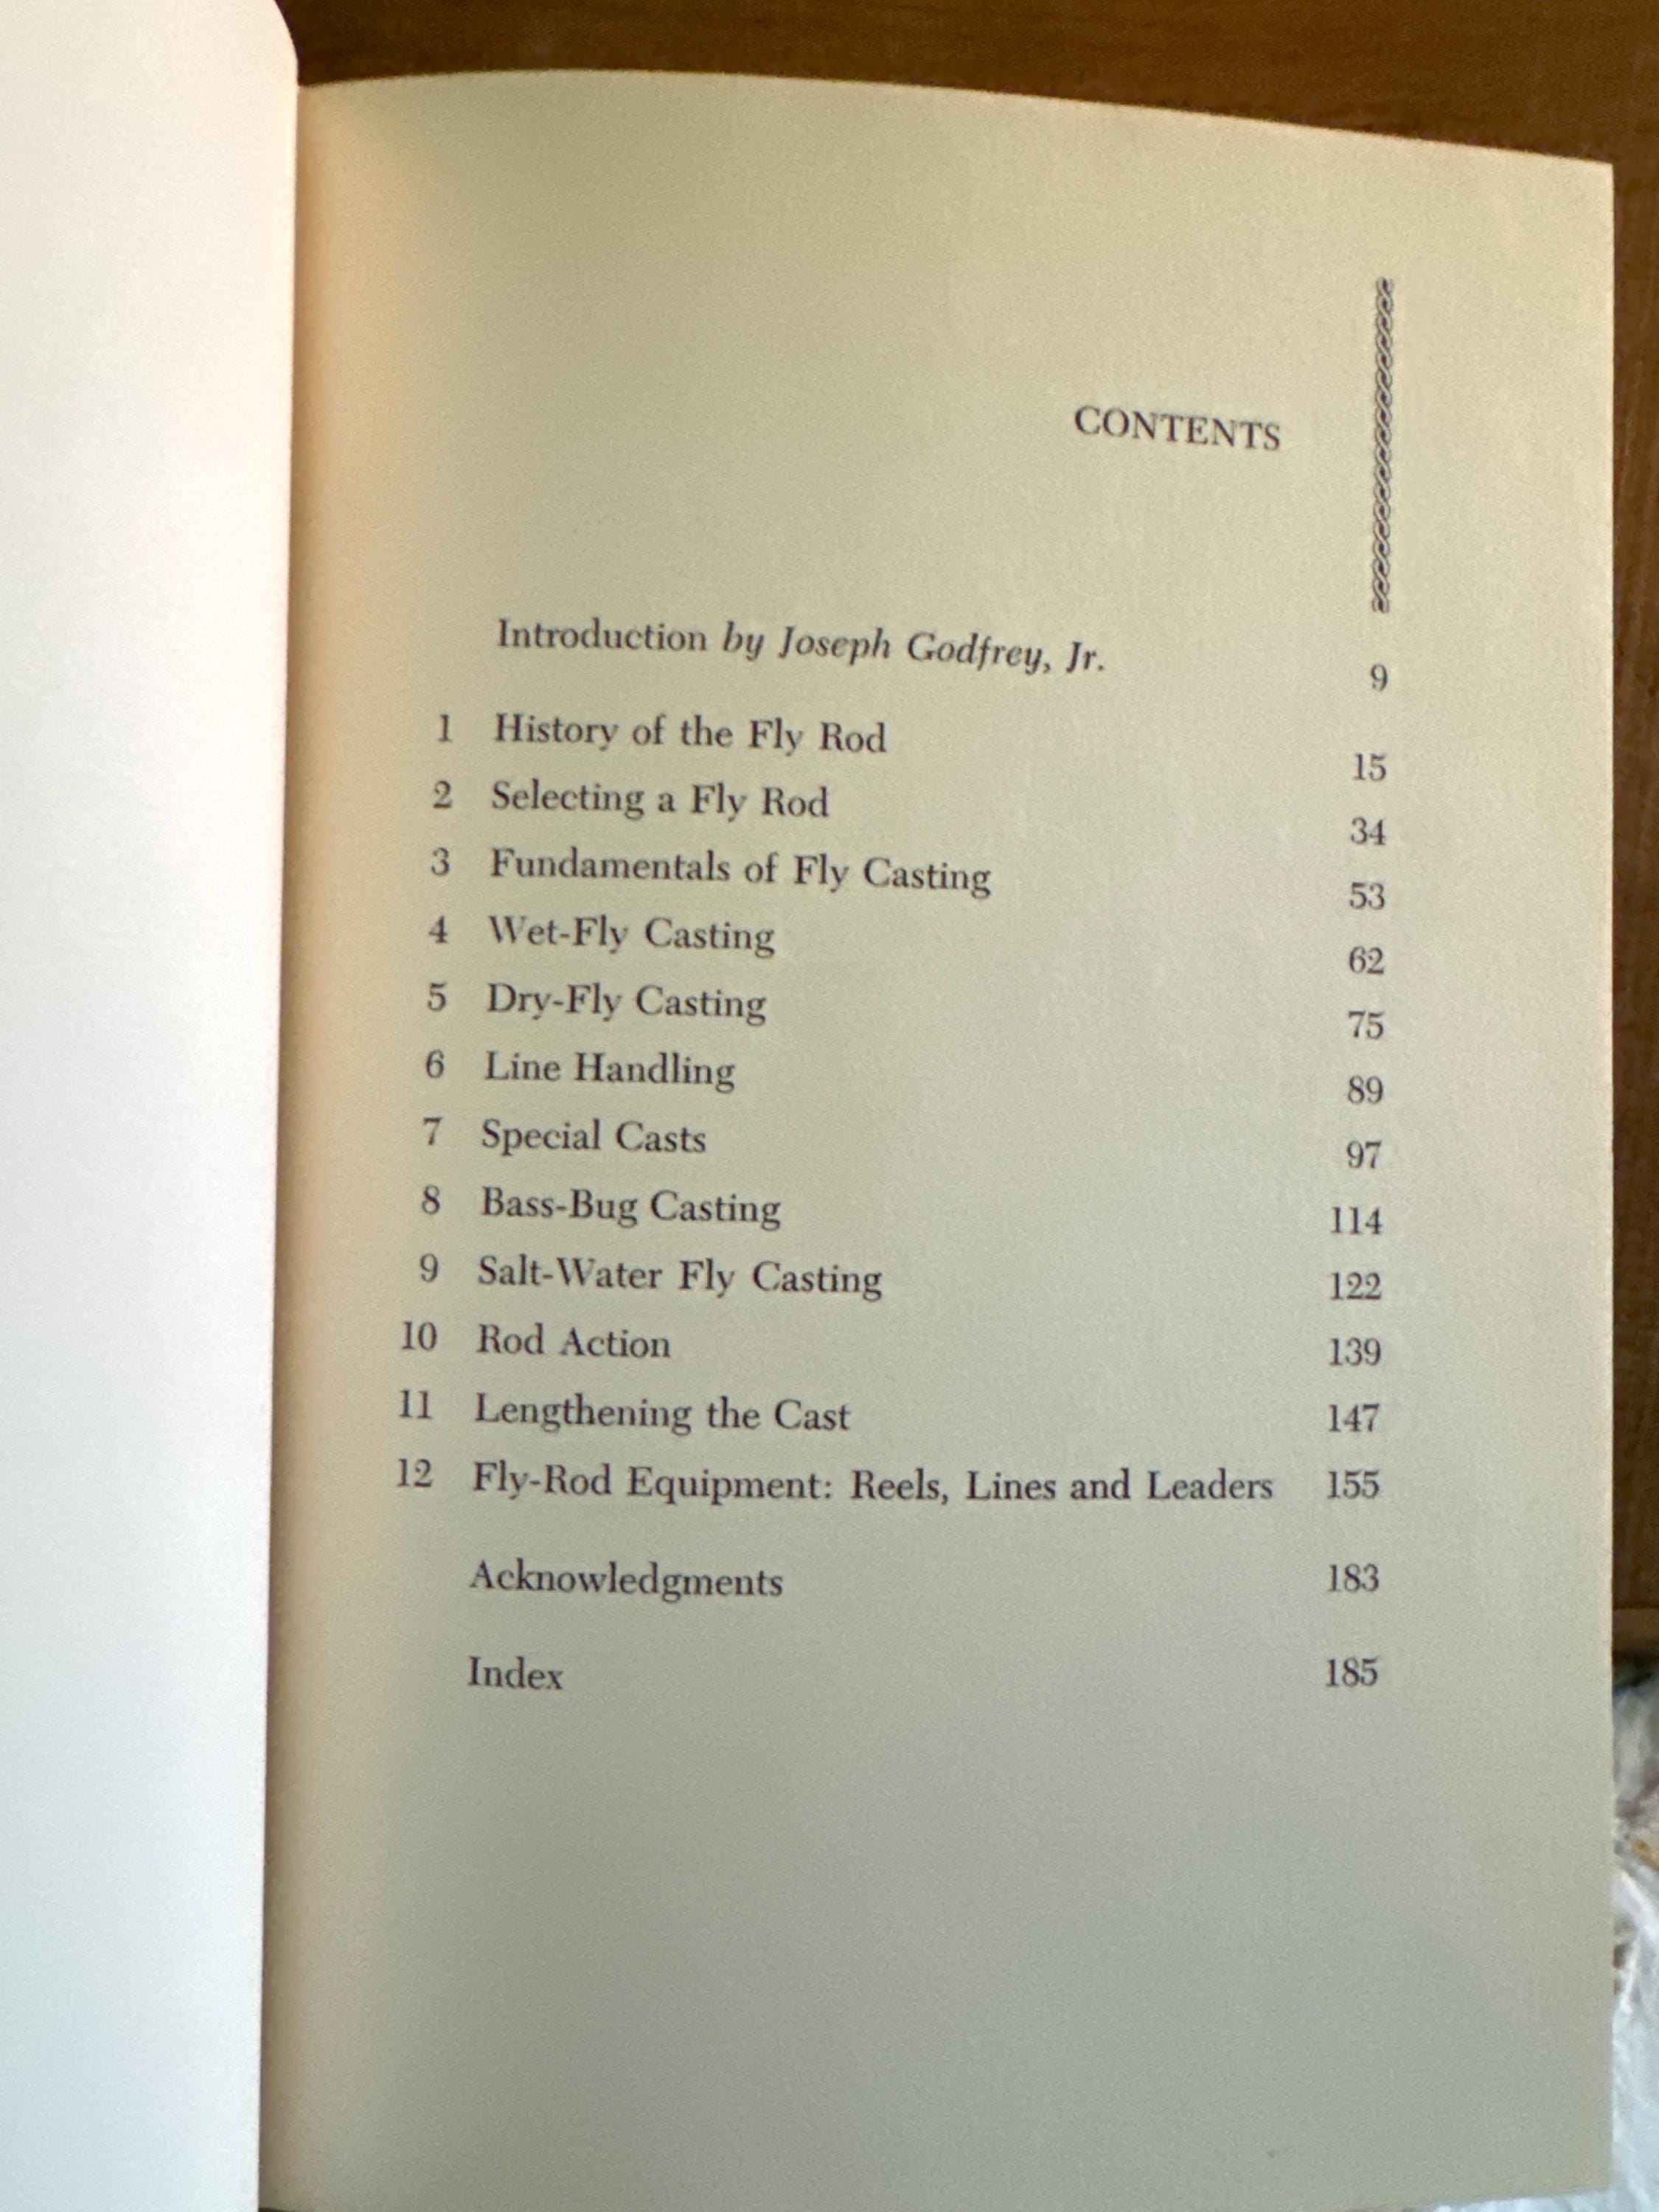 CONTENTS
Introduction by Joseph Godfrey, Jr. 9
1 History of the Fly Rod 15
2 Selecting a Fly Rod 34
3 Fundamentals of Fly Casting 53
4 Wet-Fly Casting 62
5 Dry-Fly Casting 75
6 Line Handling 89
7 Special Casts 97
8 Bass-Bug Casting 114
9 Salt-Water Fly Casting 122
10 Rod Action 139
11 Lengthening the Cast 147
12 Fly-Rod Equipment: Reels, Lines and Leaders 155
Acknowledgments 183
Index 185